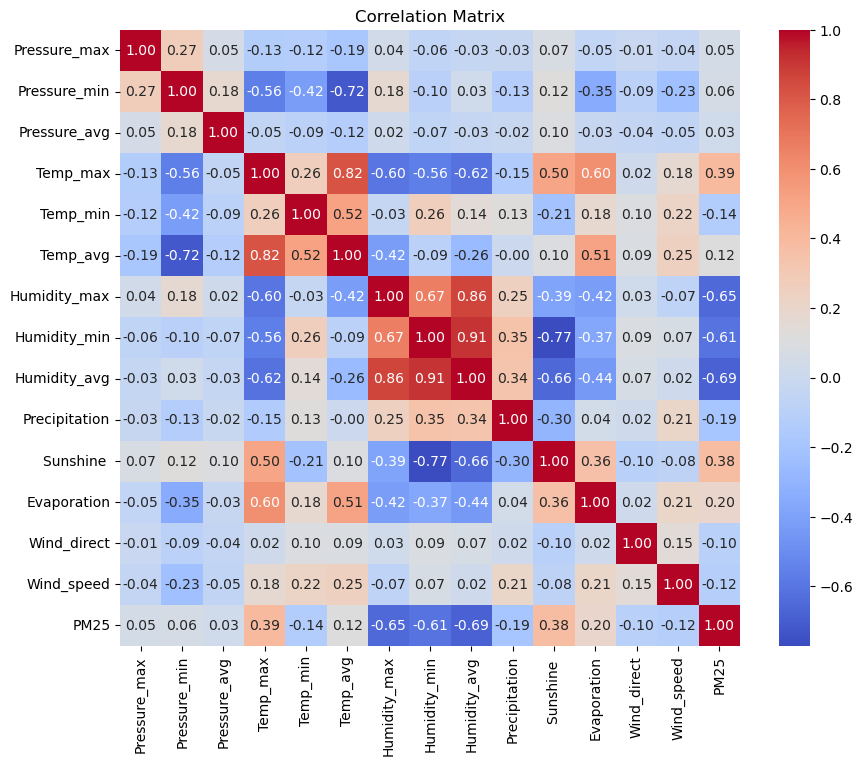 Correlation Matrix
Pressure_max 1.00 0.27 0.05 -0.13 -0.12 -0.19 0.04 -0.06 -0.03 -0.03 0.07 -0.05 -0.01 -0.04 0.05
Pressure_min 0.27 1.00 0.18 -0.56 -0.42 -0.72 0.18 -0.10 0.03 -0.13 0.12 -0.35 -0.09 -0.23 0.06
Pressure_avg 0.05 0.18 1.00 -0.05 -0.09 -0.12 0.02 -0.07 -0.03 -0.02 0.10 -0.03 -0.04 -0.05 0.03
Temp_max -0.13 -0.56 -0.05 1.00 0.26 0.82 -0.60 -0.56 -0.62 -0.15 0.50 0.60 0.02 0.18 0.39
Temp_min -0.12 -0.42 -0.09 0.26 1.00 0.52 -0.03 0.26 0.14 0.13 -0.21 0.18 0.10 0.22 -0.14
Temp_avg -0.19 -0.72 -0.12 0.82 0.52 1.00 -0.42 -0.09 -0.26 -0.00 0.10 0.51 0.09 0.25 0.12
Humidity_max 0.04 0.18 0.02 -0.60 -0.03 -0.42 1.00 0.67 0.86 0.25 -0.39 -0.42 0.03 -0.07 -0.65
Humidity_min -0.06 -0.10 -0.07 -0.56 0.26 -0.09 0.67 1.00 0.91 0.35 -0.77 -0.37 0.09 0.07 -0.61
Humidity_avg -0.03 0.03 -0.03 -0.62 0.14 -0.26 0.86 0.91 1.00 0.34 -0.66 -0.44 0.07 0.02 -0.69
Precipitation -0.03 -0.13 -0.02 -0.15 0.13 -0.00 0.25 0.35 0.34 1.00 -0.30 0.04 0.02 0.21 -0.19
Sunshine 0.07 0.12 0.10 0.50 -0.21 0.10 -0.39 -0.77 -0.66 -0.30 1.00 0.36 -0.10 -0.08 0.38
Evaporation -0.05 -0.35 -0.03 0.60 0.18 0.51 -0.42 -0.37 -0.44 0.04 0.36 1.00 0.02 0.21 0.20
Wind_direct -0.01 -0.09 -0.04 0.02 0.10 0.09 0.03 0.09 0.07 0.02 -0.10 0.02 1.00 0.15 -0.10
Wind_speed -0.04 -0.23 -0.05 0.18 0.22 0.25 -0.07 0.07 0.02 0.21 -0.08 0.21 0.15 1.00 -0.12
PM25 0.05 0.06 0.03 0.39 -0.14 0.12 -0.65 -0.61 -0.69 -0.19 0.38 0.20 -0.10 -0.12 1.00
Pressure_max
Pressure_min
Pressure_avg
Temp_max
Temp_min
Temp_avg
Humidity_max
Humidity_min
Humidity_avg
Precipitation
Sunshine
Evaporation
Wind_direct
Wind_speed
PM25
1.0
0.8
0.6
0.4
0.2
0.0
−0.2
−0.4
−0.6